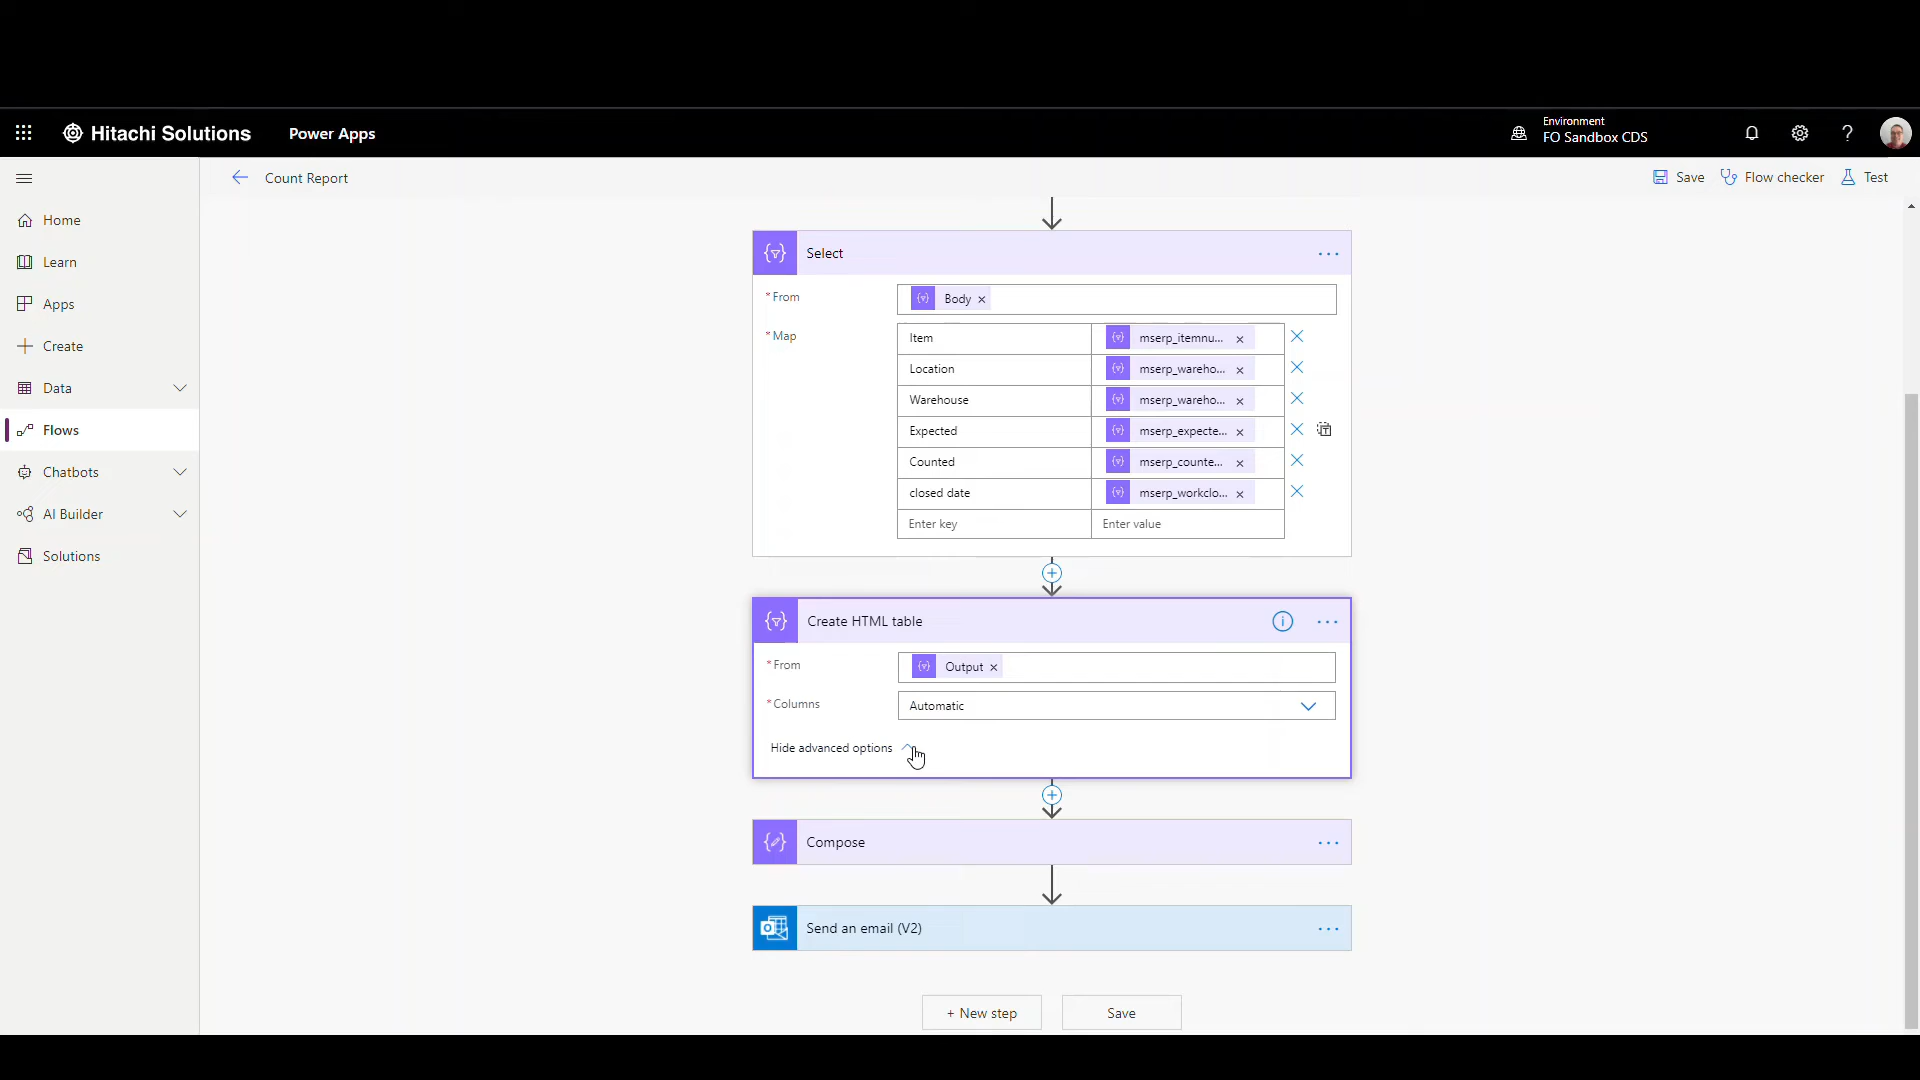 Hitachi Solutions Power Apps
Environment
FO Sandbox CDS
?
Count Report
Save Flow checker Test
Home
Learn
Apps
Create
Data
Flows
Chatbots
AI Builder
Solutions
Select
...
* From
Body ×
* Map
Item mserp_itemnu... ×
Location mserp_wareho... ×
Warehouse mserp_wareho... ×
Expected mserp_expecte... ×
Counted mserp_counte... ×
closed date mserp_worklo... ×
Enter key Enter value
Create HTML table
...
* From
Output ×
* Columns
Automatic
Hide advanced options
Compose
...
Send an email (V2)
...
+ New step
Save